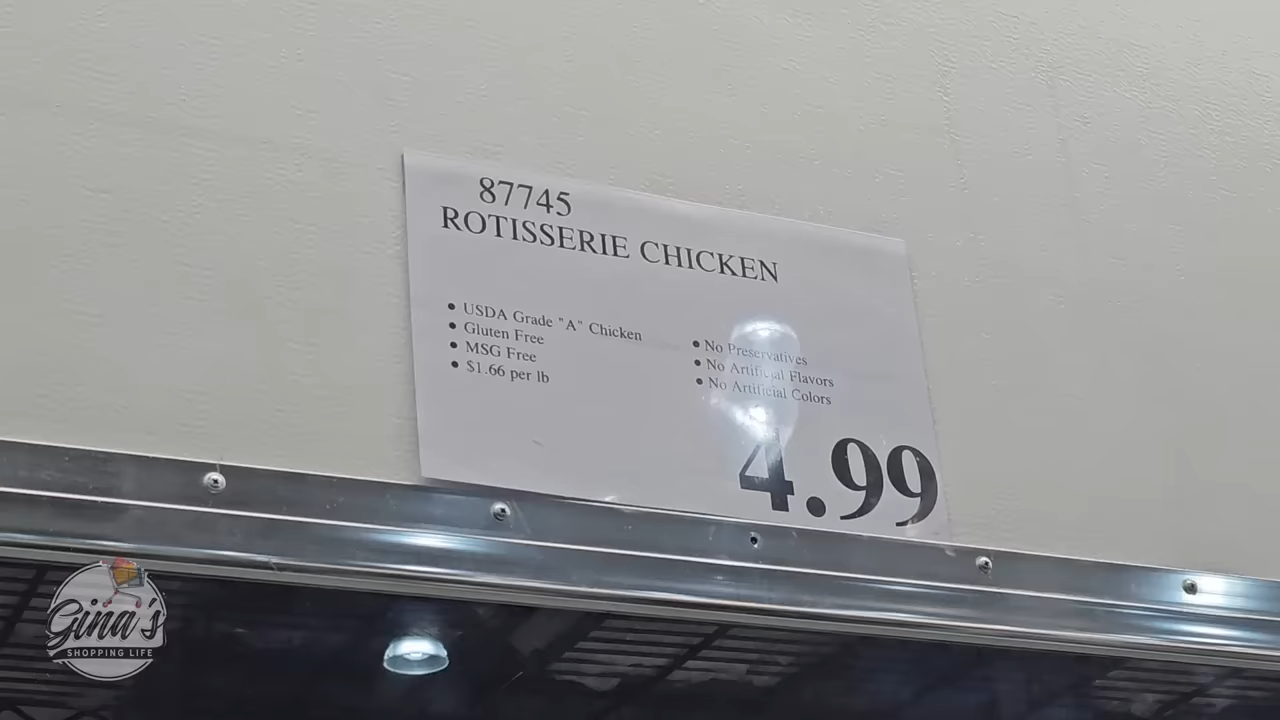 87745
ROTISSERIE CHICKEN
• USDA Grade "A" Chicken
• Gluten Free
• MSG Free
• $1.66 per lb
• No Preservatives
• No Artificial Flavors
• No Artificial Colors
4.99
Gina's
SHOPPING LIFE